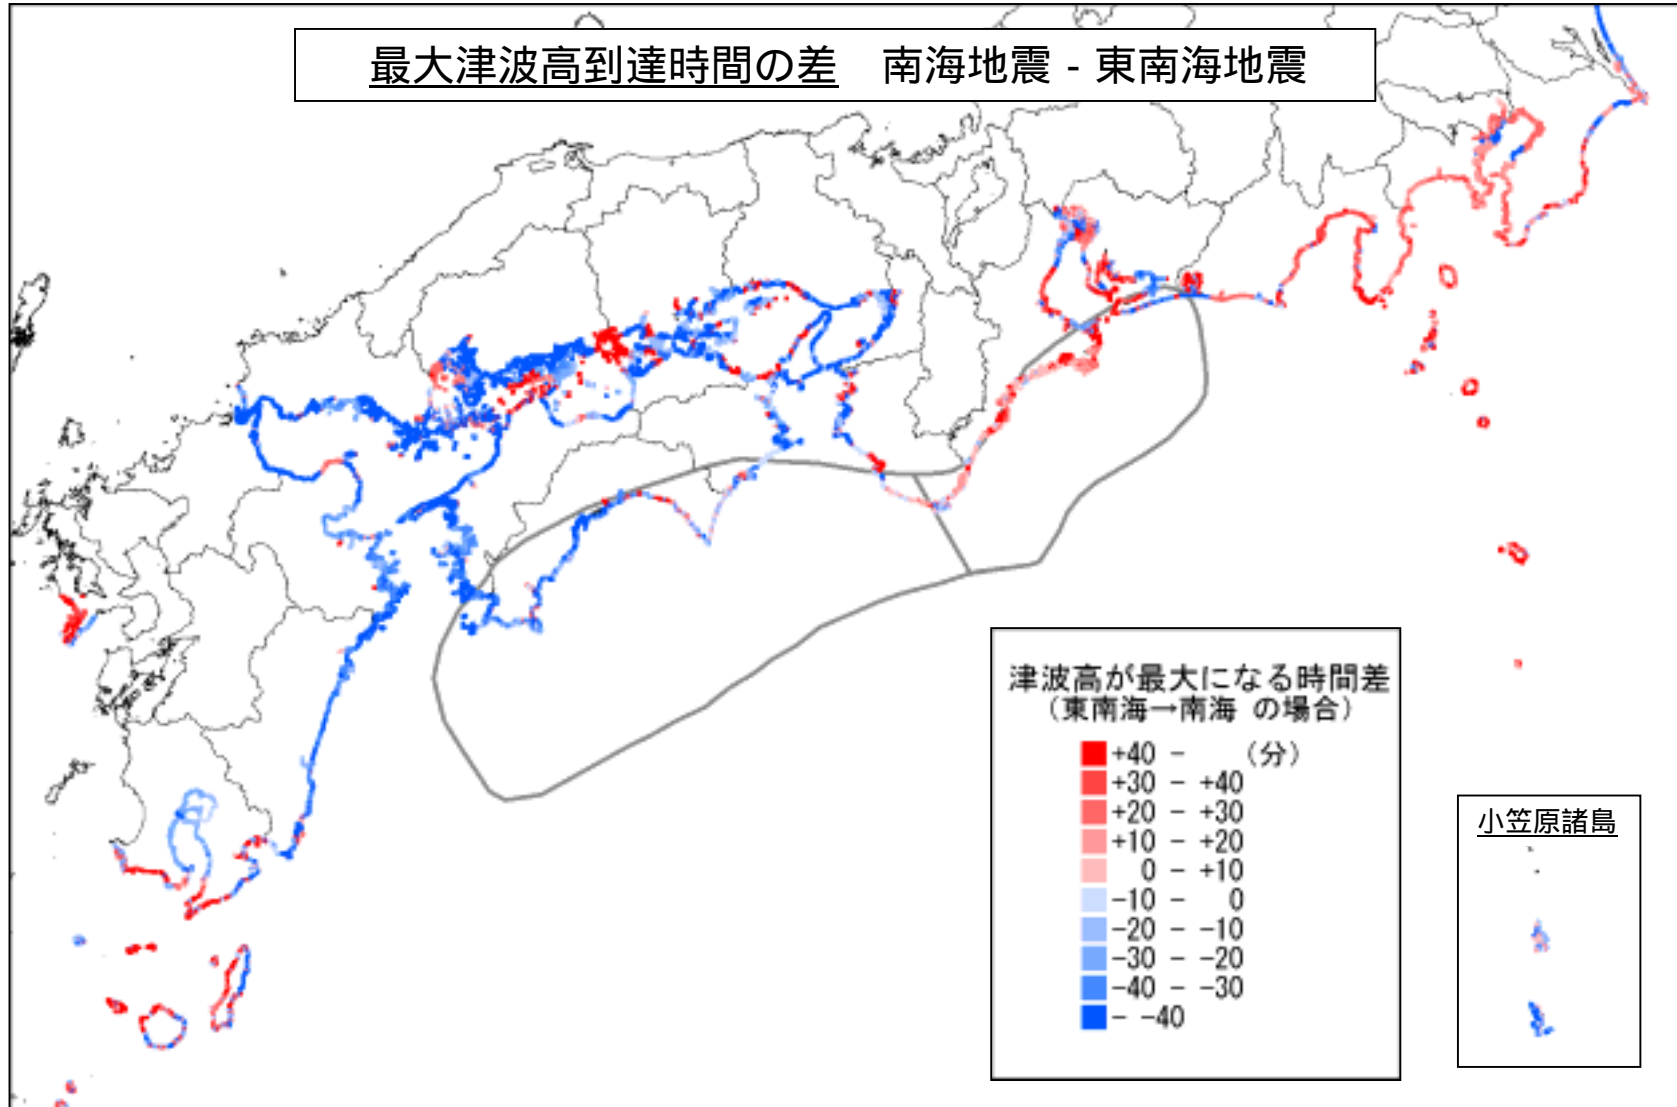 最大津波高到達時間の差　南海地震 - 東南海地震
津波高が最大になる時間差
（東南海→南海 の場合）
+40 -　　（分）
+30 - +40
+20 - +30
+10 - +20
0 - +10
-10 - 0
-20 - -10
-30 - -20
-40 - -30
- -40
小笠原諸島